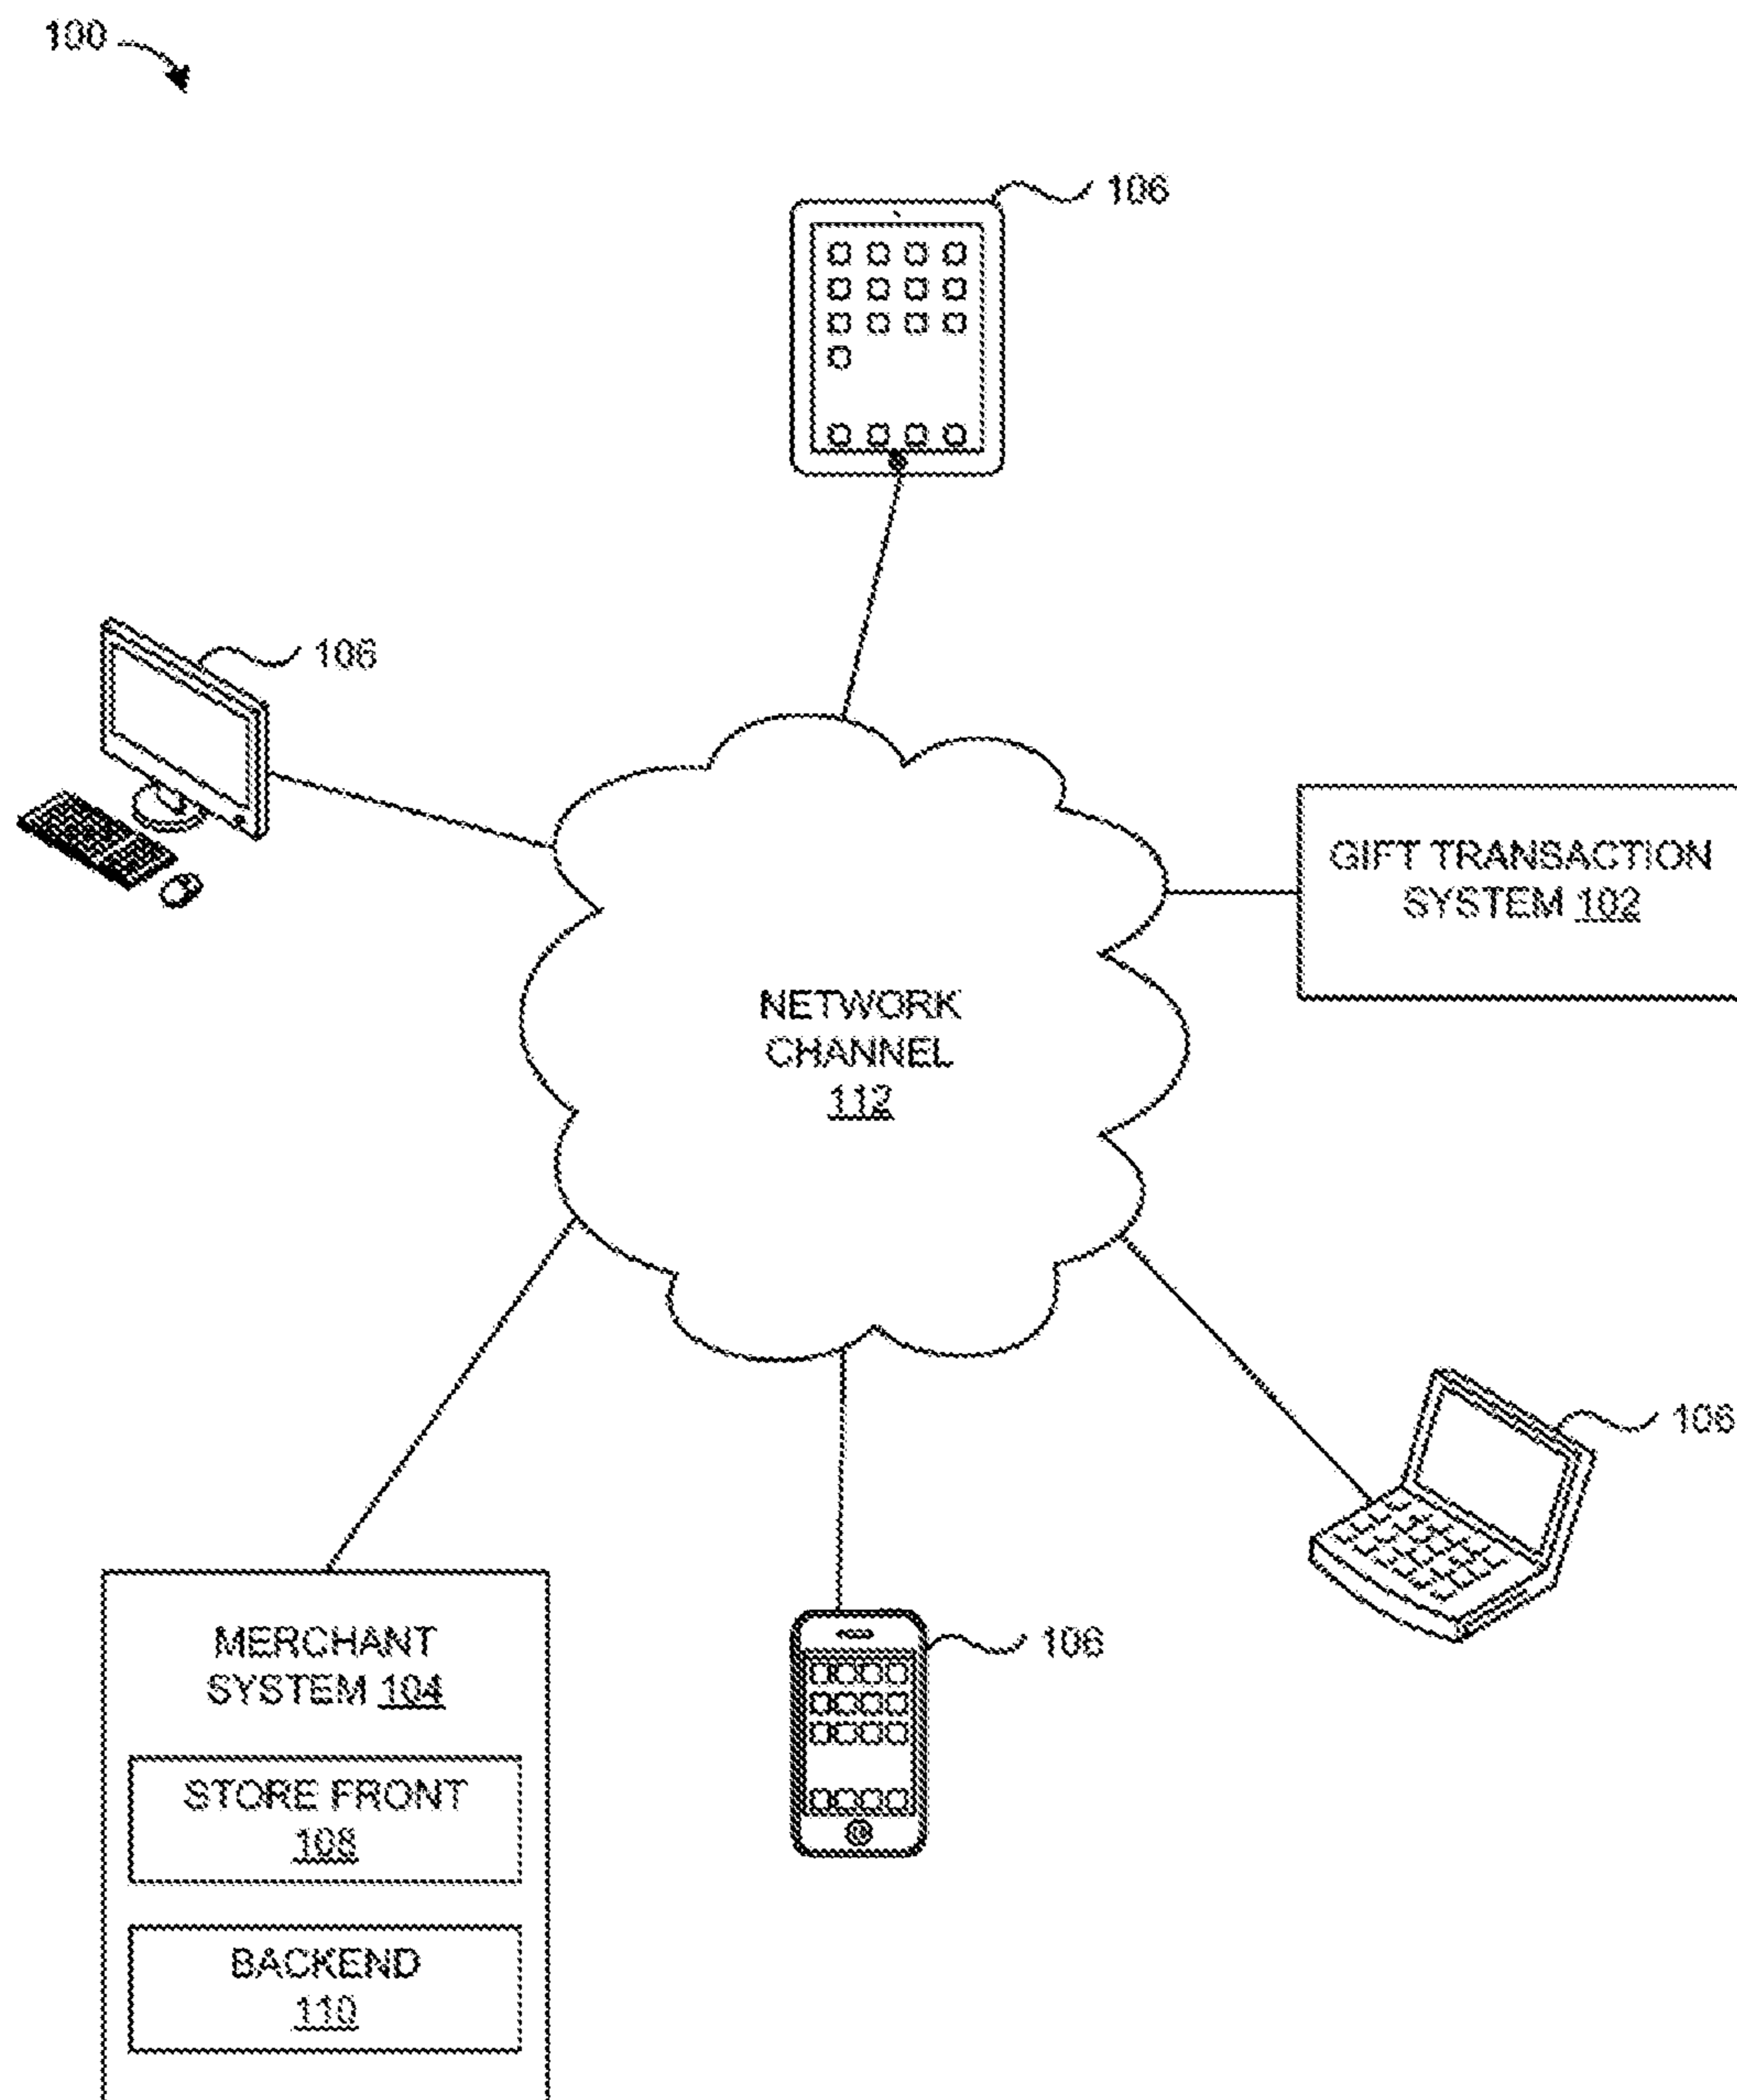 100
106
106
GIFT TRANSACTION
SYSTEM 102
NETWORK
CHANNEL
112
106
MERCHANT
SYSTEM 104
106
STORE FRONT
108
BACKEND
110